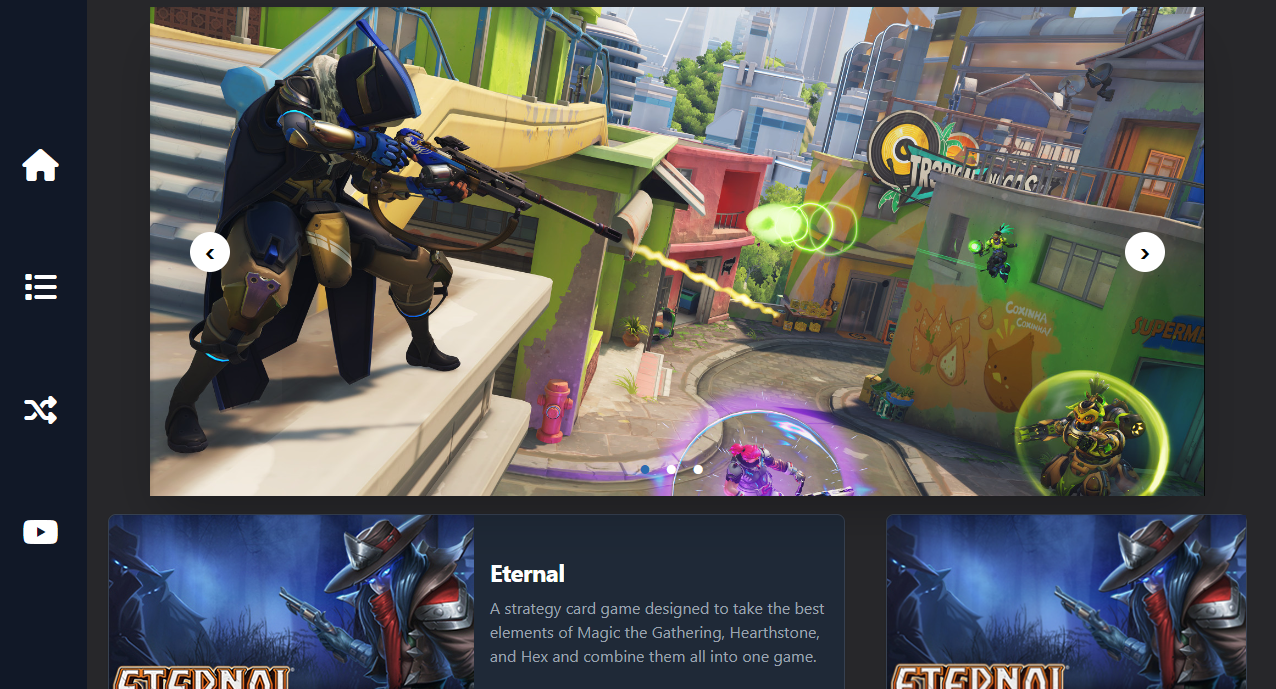 TROPICAL
COXINHA
COXINHA!
SUPERME
Eternal
A strategy card game designed to take the best
elements of Magic the Gathering, Hearthstone,
and Hex and combine them all into one game.
ETERNAL
ETERNAL